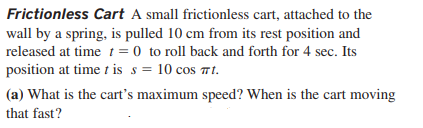 Frictionless Cart A small frictionless cart, attached to the
wall by a spring, is pulled 10 cm from its rest position and
released at time t = 0 to roll back and forth for 4 sec. Its
position at time t is s = 10 cos πt.
(a) What is the cart's maximum speed? When is the cart moving
that fast?